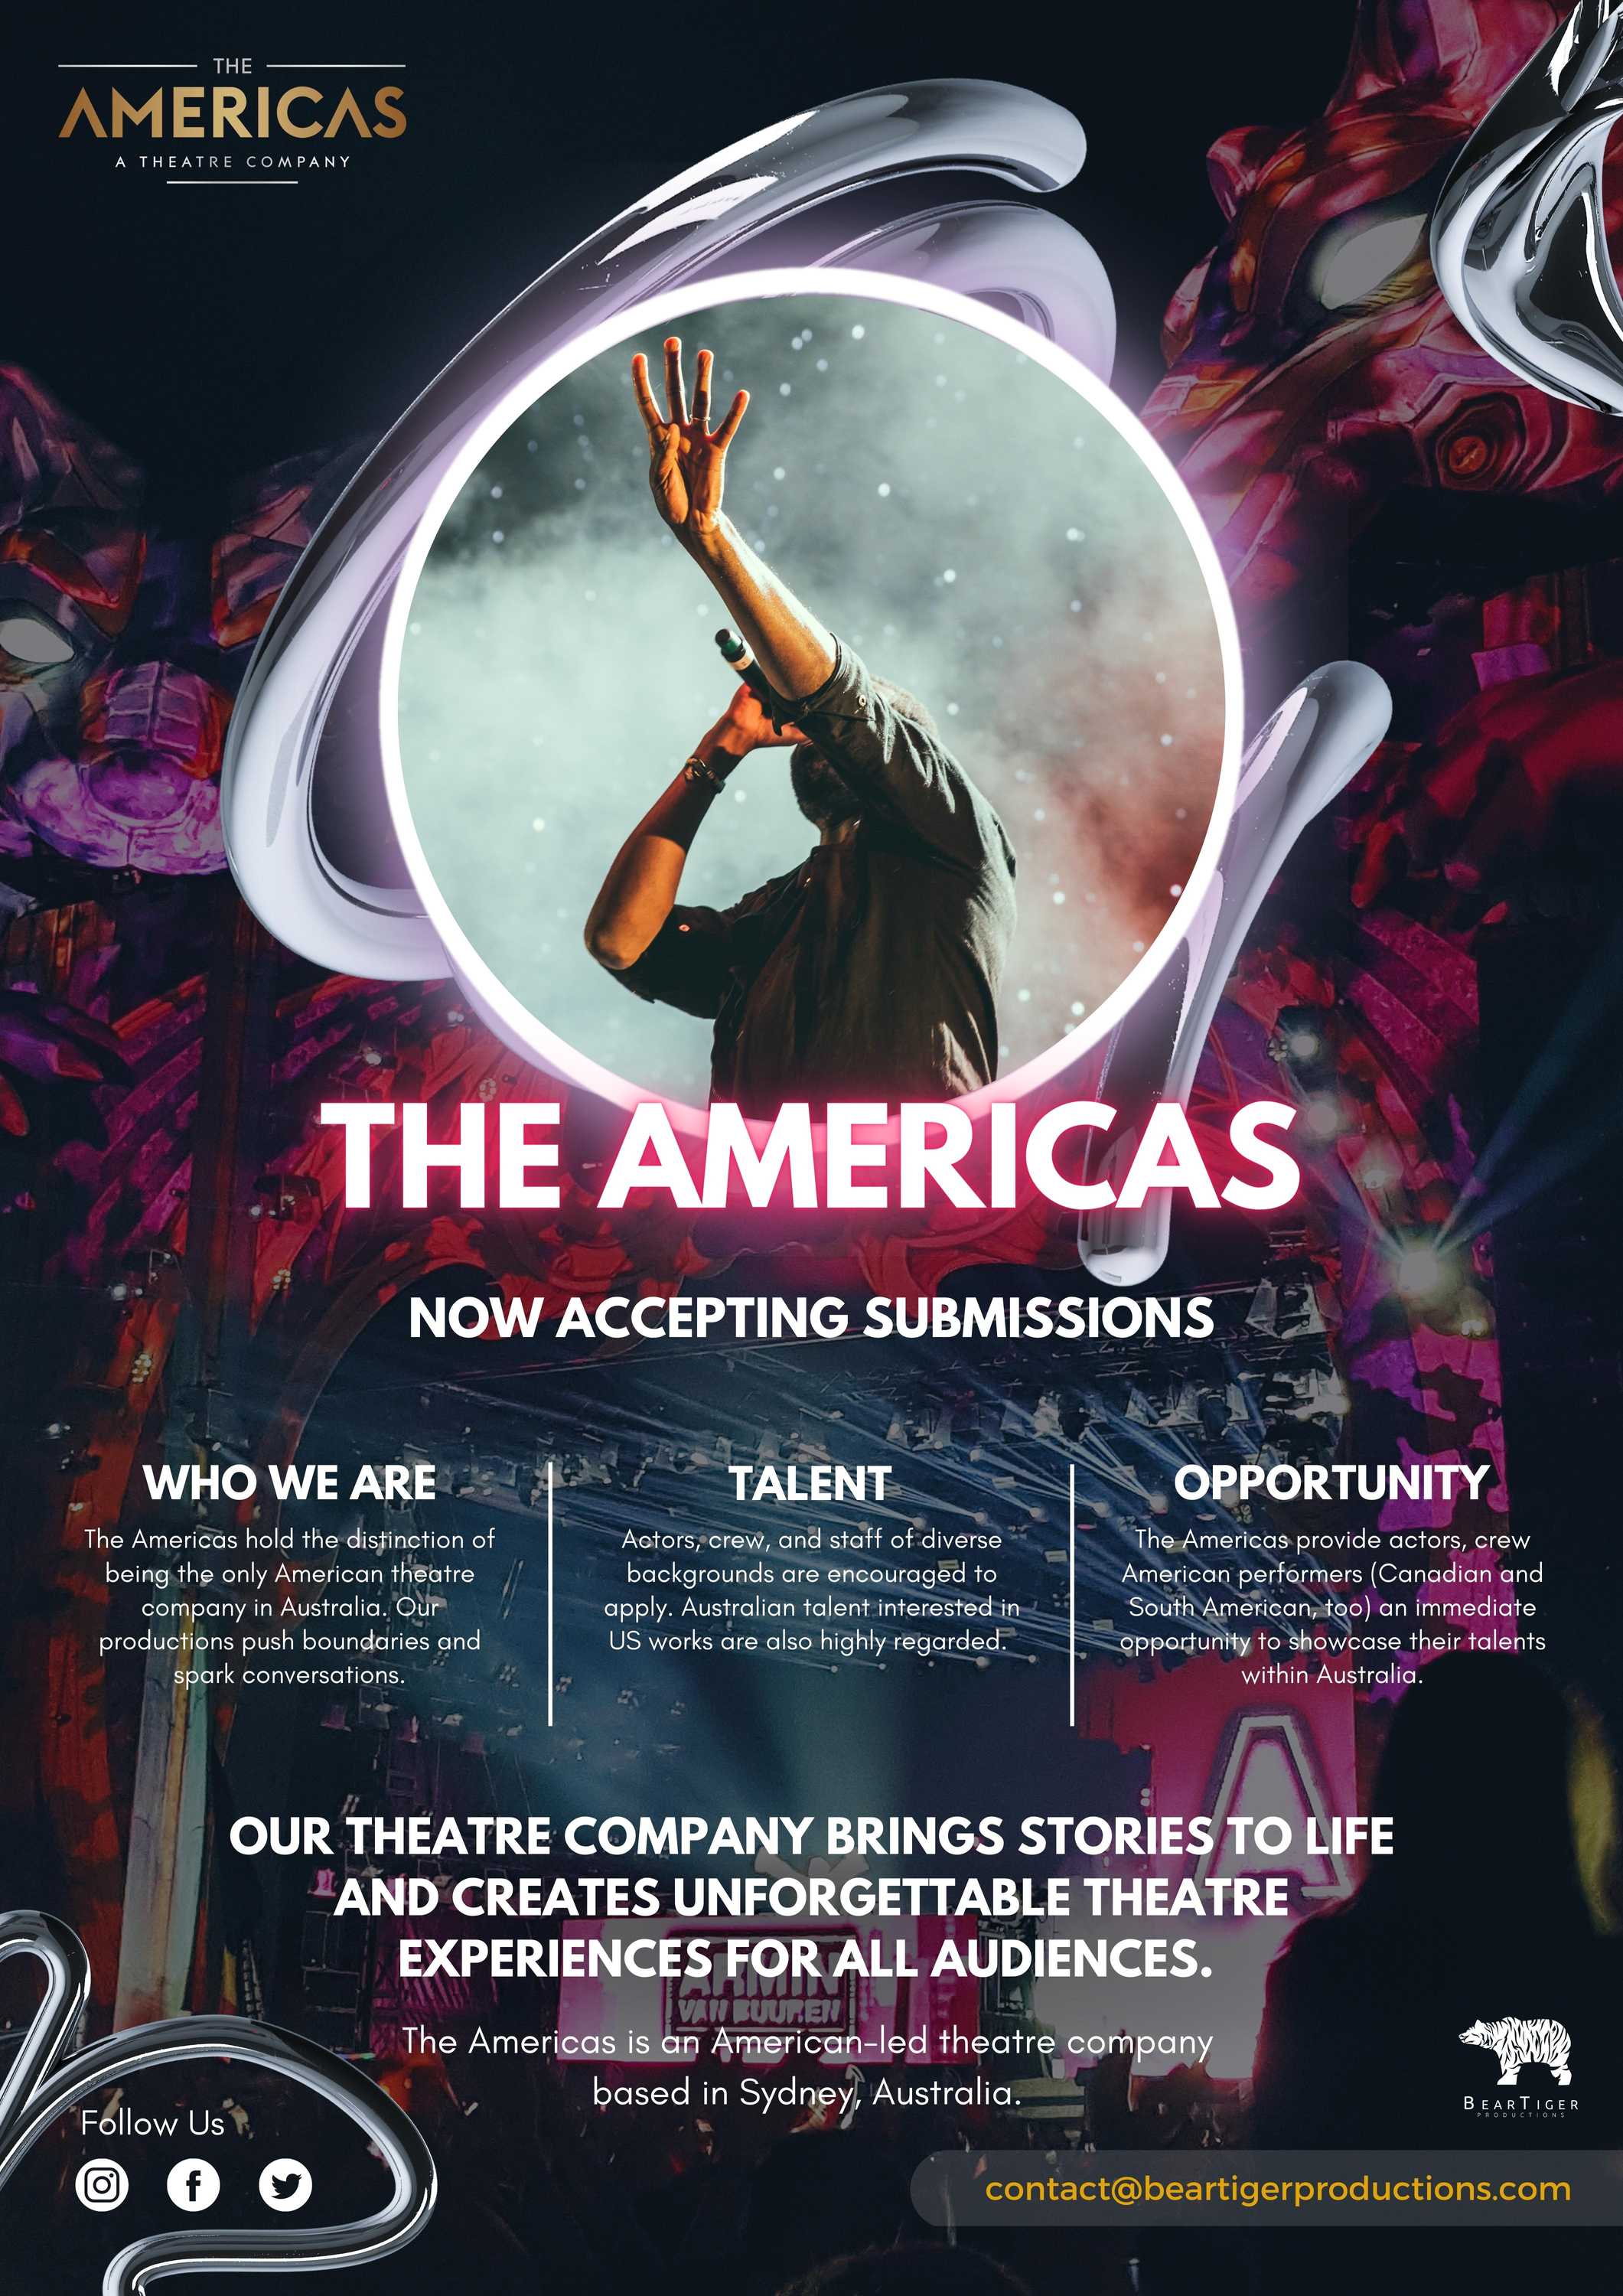 THE
AMERICAS
A THEATRE COMPANY
THE AMERICAS
NOW ACCEPTING SUBMISSIONS
WHO WE ARE
The Americas hold the distinction of
being the only American theatre
company in Australia. Our
productions push boundaries and
spark conversations.
TALENT
Actors, crew, and staff of diverse
backgrounds are encouraged to
apply. Australian talent interested in
US works are also highly regarded.
OPPORTUNITY
The Americas provide actors, crew
American performers (Canadian and
South American, too) an immediate
opportunity to showcase their talents
within Australia.
A
OUR THEATRE COMPANY BRINGS STORIES TO LIFE
AND CREATES UNFORGETTABLE THEATRE
EXPERIENCES FOR ALL AUDIENCES.
ARMIN
VAN BUUREN
The Americas is an American-led theatre company
based in Sydney, Australia.
BEARTIGER
PRODUCTIONS
Follow Us
contact@beartigerproductions.com